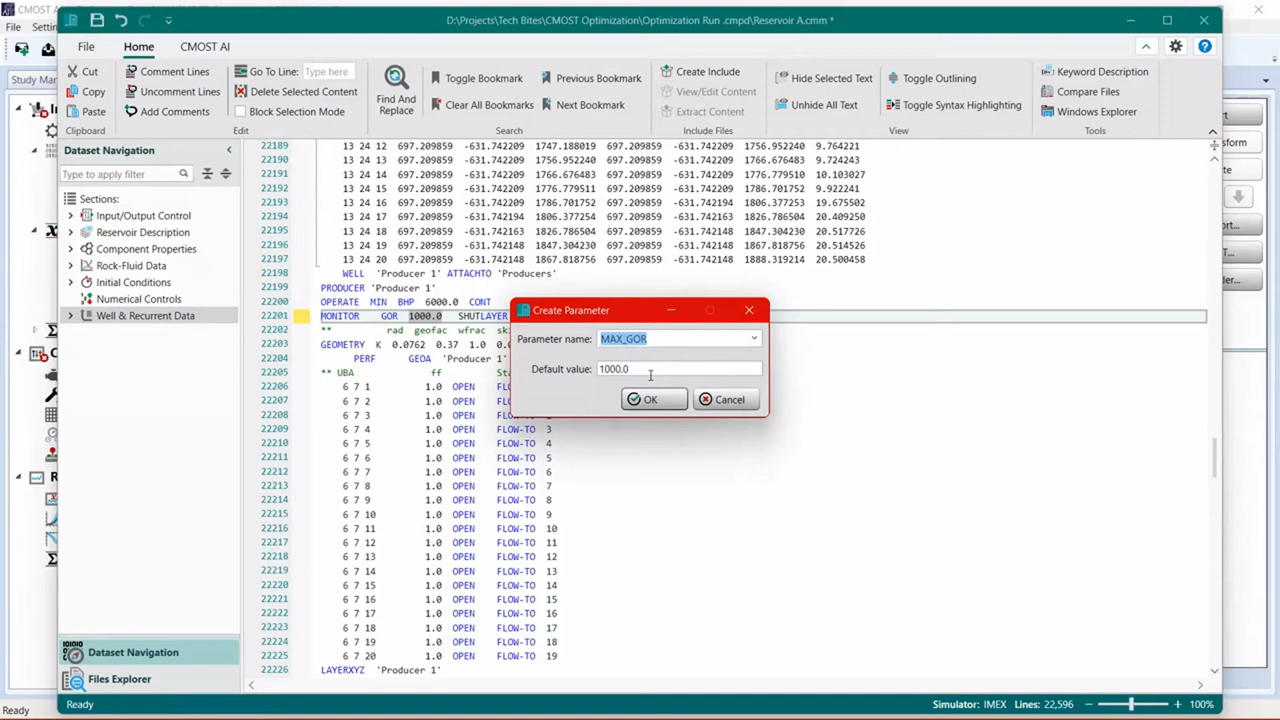 CMOST Optimization
D:\Projects\Tech Bites\CMOST Optimization\Optimization Run .cmpd\Reservoir A.cmm *
File
Home
CMOST AI
Cut
Copy
Paste
Clipboard
Comment Lines
Uncomment Lines
Add Comments
Go To Line: Type here
Delete Selected Content
Block Selection Mode
Edit
Find And
Replace
Toggle Bookmark
Previous Bookmark
Clear All Bookmarks
Next Bookmark
Search
Create Include
View/Edit Content
Extract Content
Include Files
Hide Selected Text
Unhide All Text
Toggle Outlining
Toggle Syntax Highlighting
View
Keyword Description
Compare Files
Windows Explorer
Tools
Dataset Navigation
Type to apply filter
Sections:
Input/Output Control
Reservoir Description
Component Properties
Rock-Fluid Data
Initial Conditions
Numerical Controls
Well & Recurrent Data
22189 13 24 12 697.209859 -631.742209 1747.188019 697.209859 -631.742209 1756.952240 9.764221
22190 13 24 13 697.209859 -631.742209 1756.952240 697.209859 -631.742209 1766.676483 9.724243
22191 13 24 14 697.209859 -631.742209 1766.676483 697.209859 -631.742209 1776.779510 10.103027
22192 13 24 15 697.209859 -631.742209 1776.779511 697.209859 -631.742209 1786.701752 9.922241
22193 13 24 16 697.209859 -631.742209 1786.701752 697.209859 -631.742194 1806.377253 19.675502
22194 13 24 17 697.209859 -631.742194 1806.377254 697.209859 -631.742163 1826.786504 20.409250
22195 13 24 18 697.209859 -631.742163 1826.786504 697.209859 -631.742148 1847.304230 20.517726
22196 13 24 19 697.209859 -631.742148 1847.304230 697.209859 -631.742148 1867.818756 20.514526
22197 13 24 20 697.209859 -631.742148 1867.818756 697.209859 -631.742148 1888.319214 20.500458
22198 WELL 'Producer 1' ATTACHTO 'Producers'
22199 PRODUCER 'Producer 1'
22200 OPERATE MIN BHP 6000.0 CONT
22201 MONITOR GOR 1000.0 SHUTLAYER
22202 ** rad geofac wfrac
22203 GEOMETRY K 0.0762 0.37 1.0
22204 PERF GEOA 'Producer 1'
22205 ** UBA ff
22206 6 7 1 1.0 OPEN
22207 6 7 2 1.0 OPEN FLOW-TO 3
22208 6 7 3 1.0 OPEN FLOW-TO 2
22209 6 7 4 1.0 OPEN FLOW-TO 3
22210 6 7 5 1.0 OPEN FLOW-TO 4
22211 6 7 6 1.0 OPEN FLOW-TO 5
22212 6 7 7 1.0 OPEN FLOW-TO 6
22213 6 7 8 1.0 OPEN FLOW-TO 7
22214 6 7 9 1.0 OPEN FLOW-TO 8
22215 6 7 10 1.0 OPEN FLOW-TO 9
22216 6 7 11 1.0 OPEN FLOW-TO 10
22217 6 7 12 1.0 OPEN FLOW-TO 11
22218 6 7 13 1.0 OPEN FLOW-TO 12
22219 6 7 14 1.0 OPEN FLOW-TO 13
22220 6 7 15 1.0 OPEN FLOW-TO 14
22221 6 7 16 1.0 OPEN FLOW-TO 15
22222 6 7 17 1.0 OPEN FLOW-TO 16
22223 6 7 18 1.0 OPEN FLOW-TO 17
22224 6 7 19 1.0 OPEN FLOW-TO 18
22225 6 7 20 1.0 OPEN FLOW-TO 19
22226 LAYERXYZ 'Producer 1'
Create Parameter
Parameter name: MAX_GOR
Default value: 1000.0
OK
Cancel
Dataset Navigation
Files Explorer
Ready
Simulator: IMEX
Lines: 22,596
100%
Ready